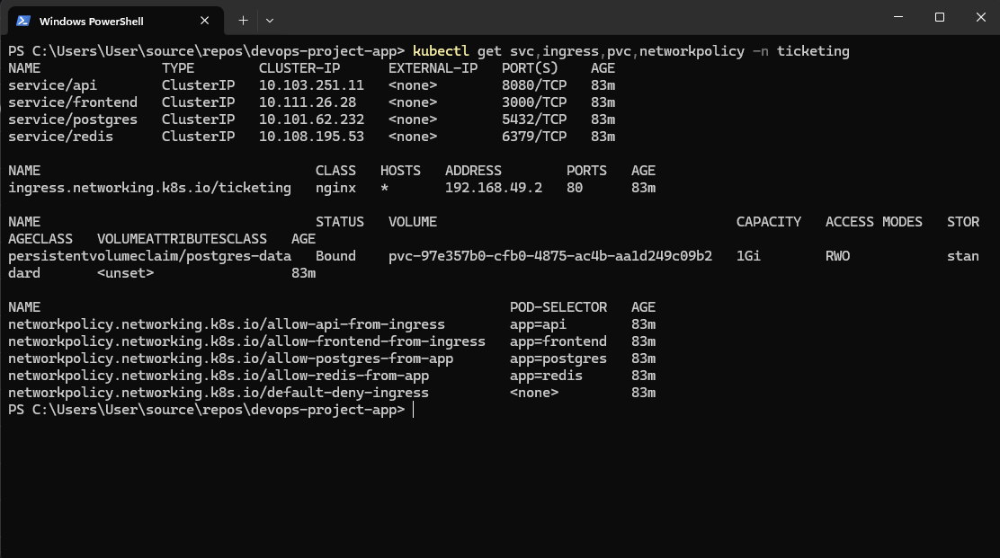 Windows PowerShell
PS C:\Users\User\source\repos\devops-project-app> kubectl get svc,ingress,pvc,networkpolicy -n ticketing
NAME TYPE CLUSTER-IP EXTERNAL-IP PORT(S) AGE
service/api ClusterIP 10.103.251.11 <none> 8080/TCP 83m
service/frontend ClusterIP 10.111.26.28 <none> 3000/TCP 83m
service/postgres ClusterIP 10.101.62.232 <none> 5432/TCP 83m
service/redis ClusterIP 10.108.195.53 <none> 6379/TCP 83m
NAME CLASS HOSTS ADDRESS PORTS AGE
ingress.networking.k8s.io/ticketing nginx * 192.168.49.2 80 83m
NAME STATUS VOLUME CAPACITY ACCESS MODES STOR
AGECLASS VOLUMEATTRIBUTESCLASS AGE
persistentvolumeclaim/postgres-data Bound pvc-97e357b0-cfb0-4875-ac4b-aa1d249c09b2 1Gi RWO stan
dard <unset> 83m
NAME POD-SELECTOR AGE
networkpolicy.networking.k8s.io/allow-api-from-ingress app=api 83m
networkpolicy.networking.k8s.io/allow-frontend-from-ingress app=frontend 83m
networkpolicy.networking.k8s.io/allow-postgres-from-app app=postgres 83m
networkpolicy.networking.k8s.io/allow-redis-from-app app=redis 83m
networkpolicy.networking.k8s.io/default-deny-ingress <none> 83m
PS C:\Users\User\source\repos\devops-project-app>